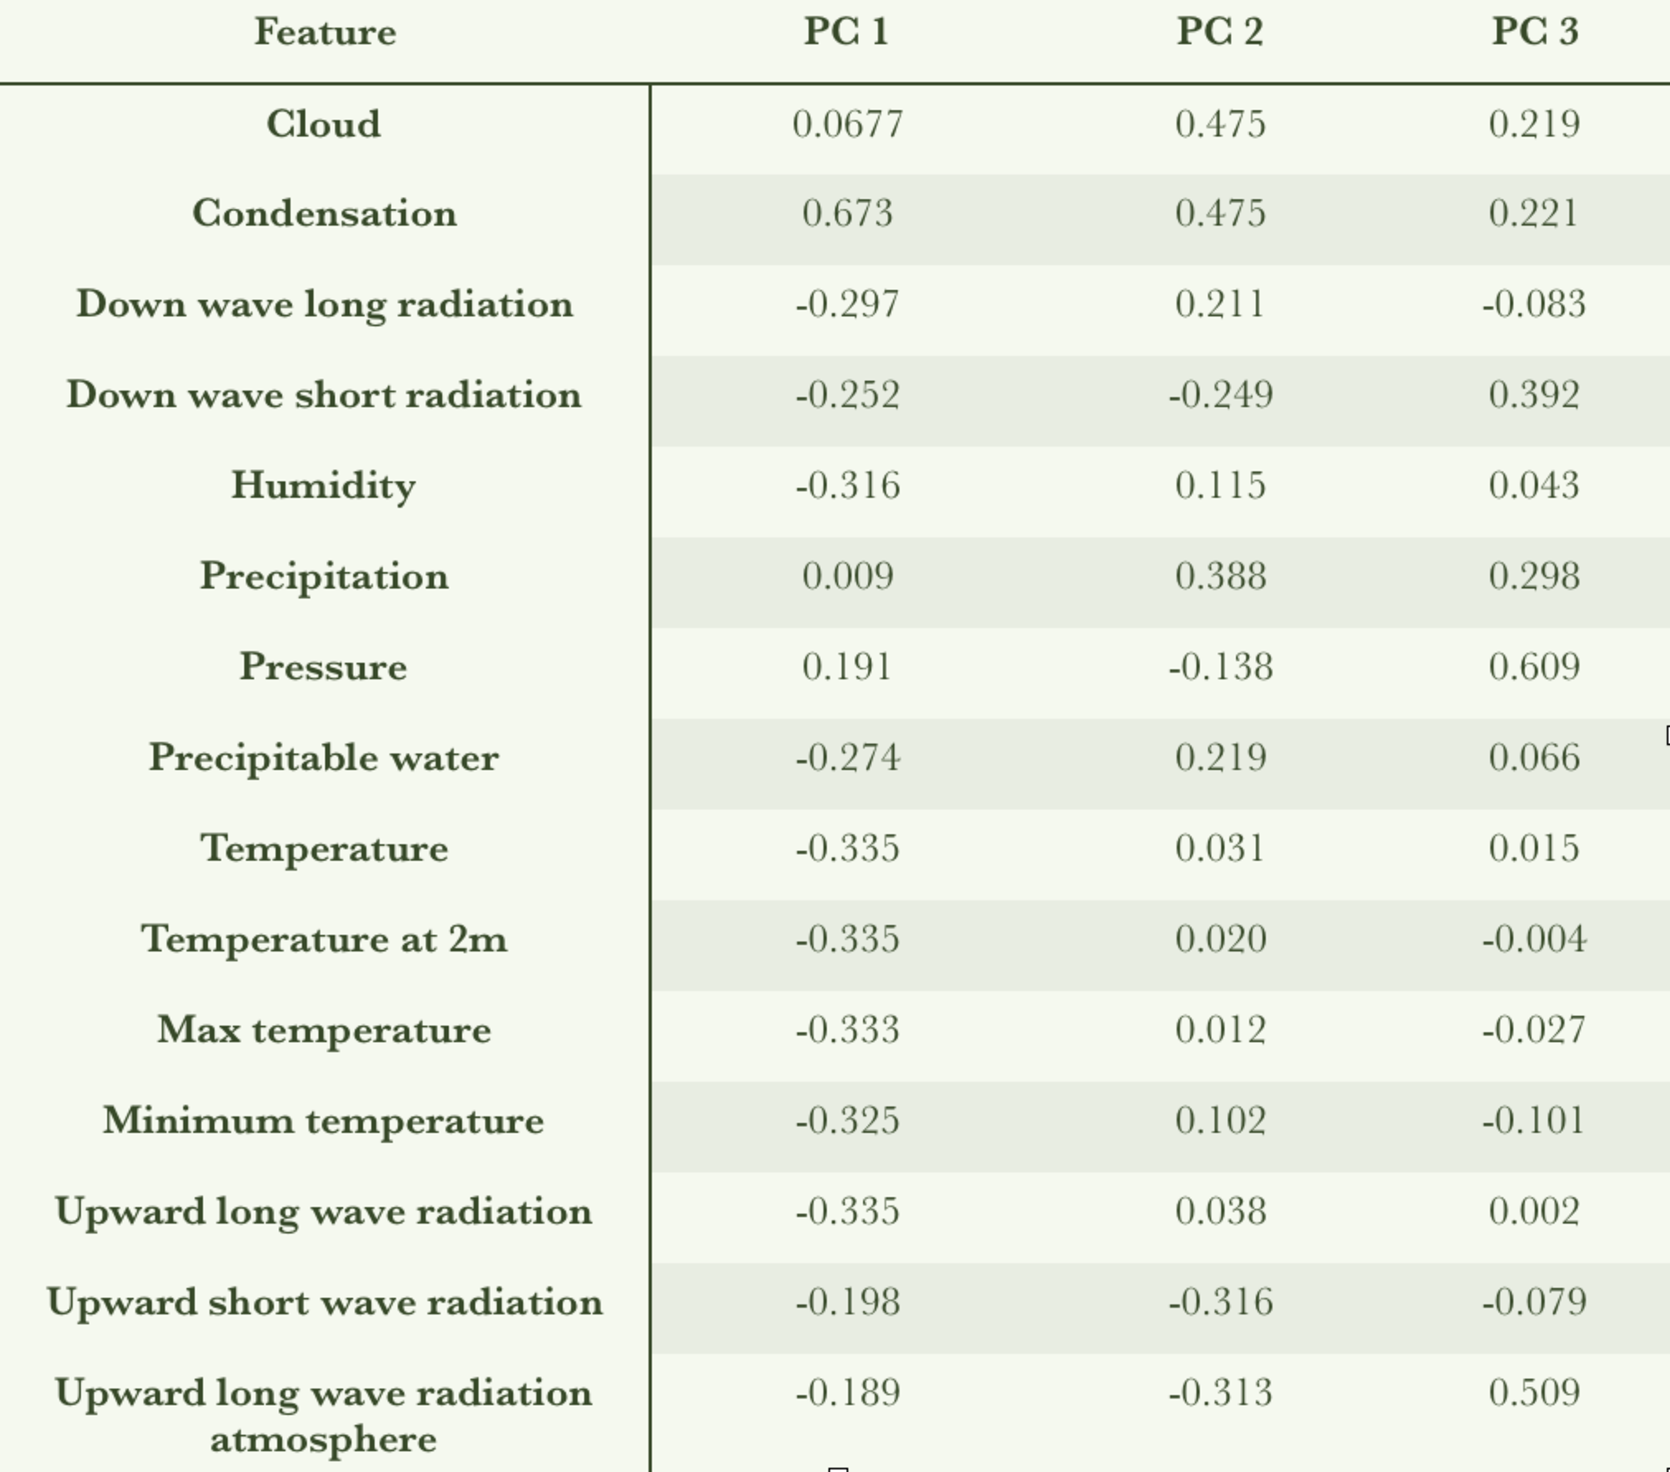 Feature PC 1 PC 2 PC 3
Cloud 0.0677 0.475 0.219
Condensation 0.673 0.475 0.221
Down wave long radiation -0.297 0.211 -0.083
Down wave short radiation -0.252 -0.249 0.392
Humidity -0.316 0.115 0.043
Precipitation 0.009 0.388 0.298
Pressure 0.191 -0.138 0.609
Precipitable water -0.274 0.219 0.066
Temperature -0.335 0.031 0.015
Temperature at 2m -0.335 0.020 -0.004
Max temperature -0.333 0.012 -0.027
Minimum temperature -0.325 0.102 -0.101
Upward long wave radiation -0.335 0.038 0.002
Upward short wave radiation -0.198 -0.316 -0.079
Upward long wave radiation -0.189 -0.313 0.509
atmosphere